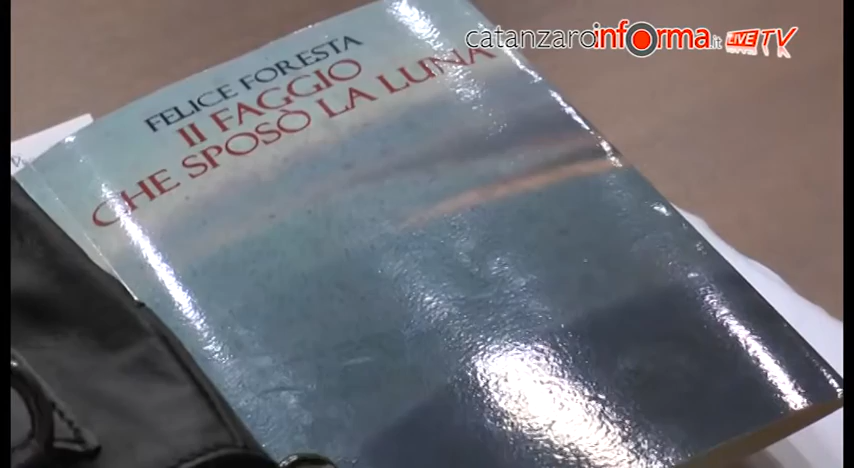 catanzaroinforma.it LIVE TV
FELICE FORESTA
Il FAGGIO
CHE SPOSÒ LA LUNA